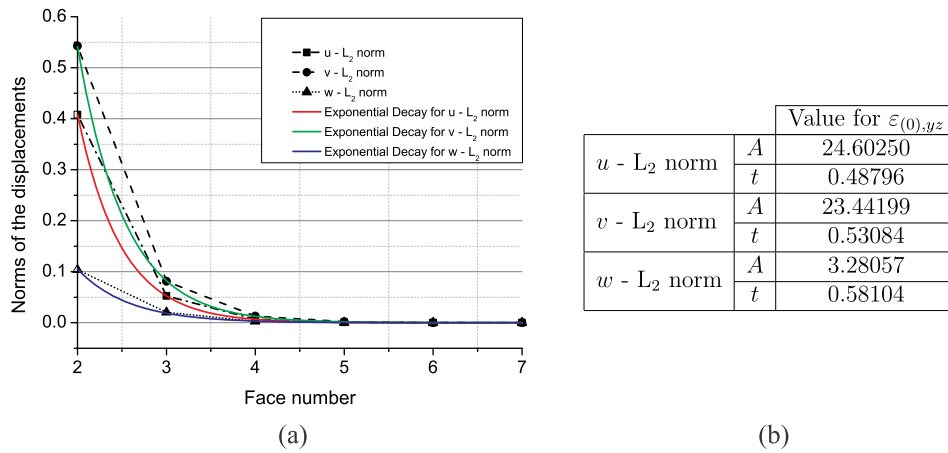 0.6
0.5
0.4
0.3
0.2
0.1
0.0
Norms of the displacements
u - L₂ norm
v - L₂ norm
w - L₂ norm
Exponential Decay for u - L₂ norm
Exponential Decay for v - L₂ norm
Exponential Decay for w - L₂ norm
2 3 4 5 6 7
Face number
(a)
Value for ε₍₀₎,yz
u - L₂ norm A 24.60250
t 0.48796
v - L₂ norm A 23.44199
t 0.53084
w - L₂ norm A 3.28057
t 0.58104
(b)